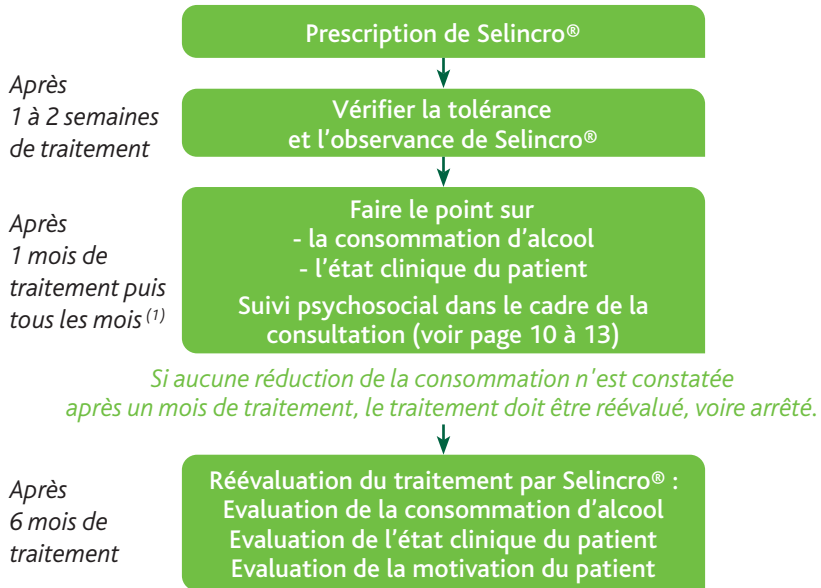 Prescription de Selincro®
Après
1 à 2 semaines
de traitement
Vérifier la tolérance
et l'observance de Selincro®
Après
1 mois de
traitement puis
tous les mois (1)
Faire le point sur
- la consommation d'alcool
- l'état clinique du patient
Suivi psychosocial dans le cadre de la
consultation (voir page 10 à 13)
Si aucune réduction de la consommation n'est constatée
après un mois de traitement, le traitement doit être réévalué, voire arrêté.
Après
6 mois de
traitement
Réévaluation du traitement par Selincro® :
Evaluation de la consommation d'alcool
Evaluation de l'état clinique du patient
Evaluation de la motivation du patient